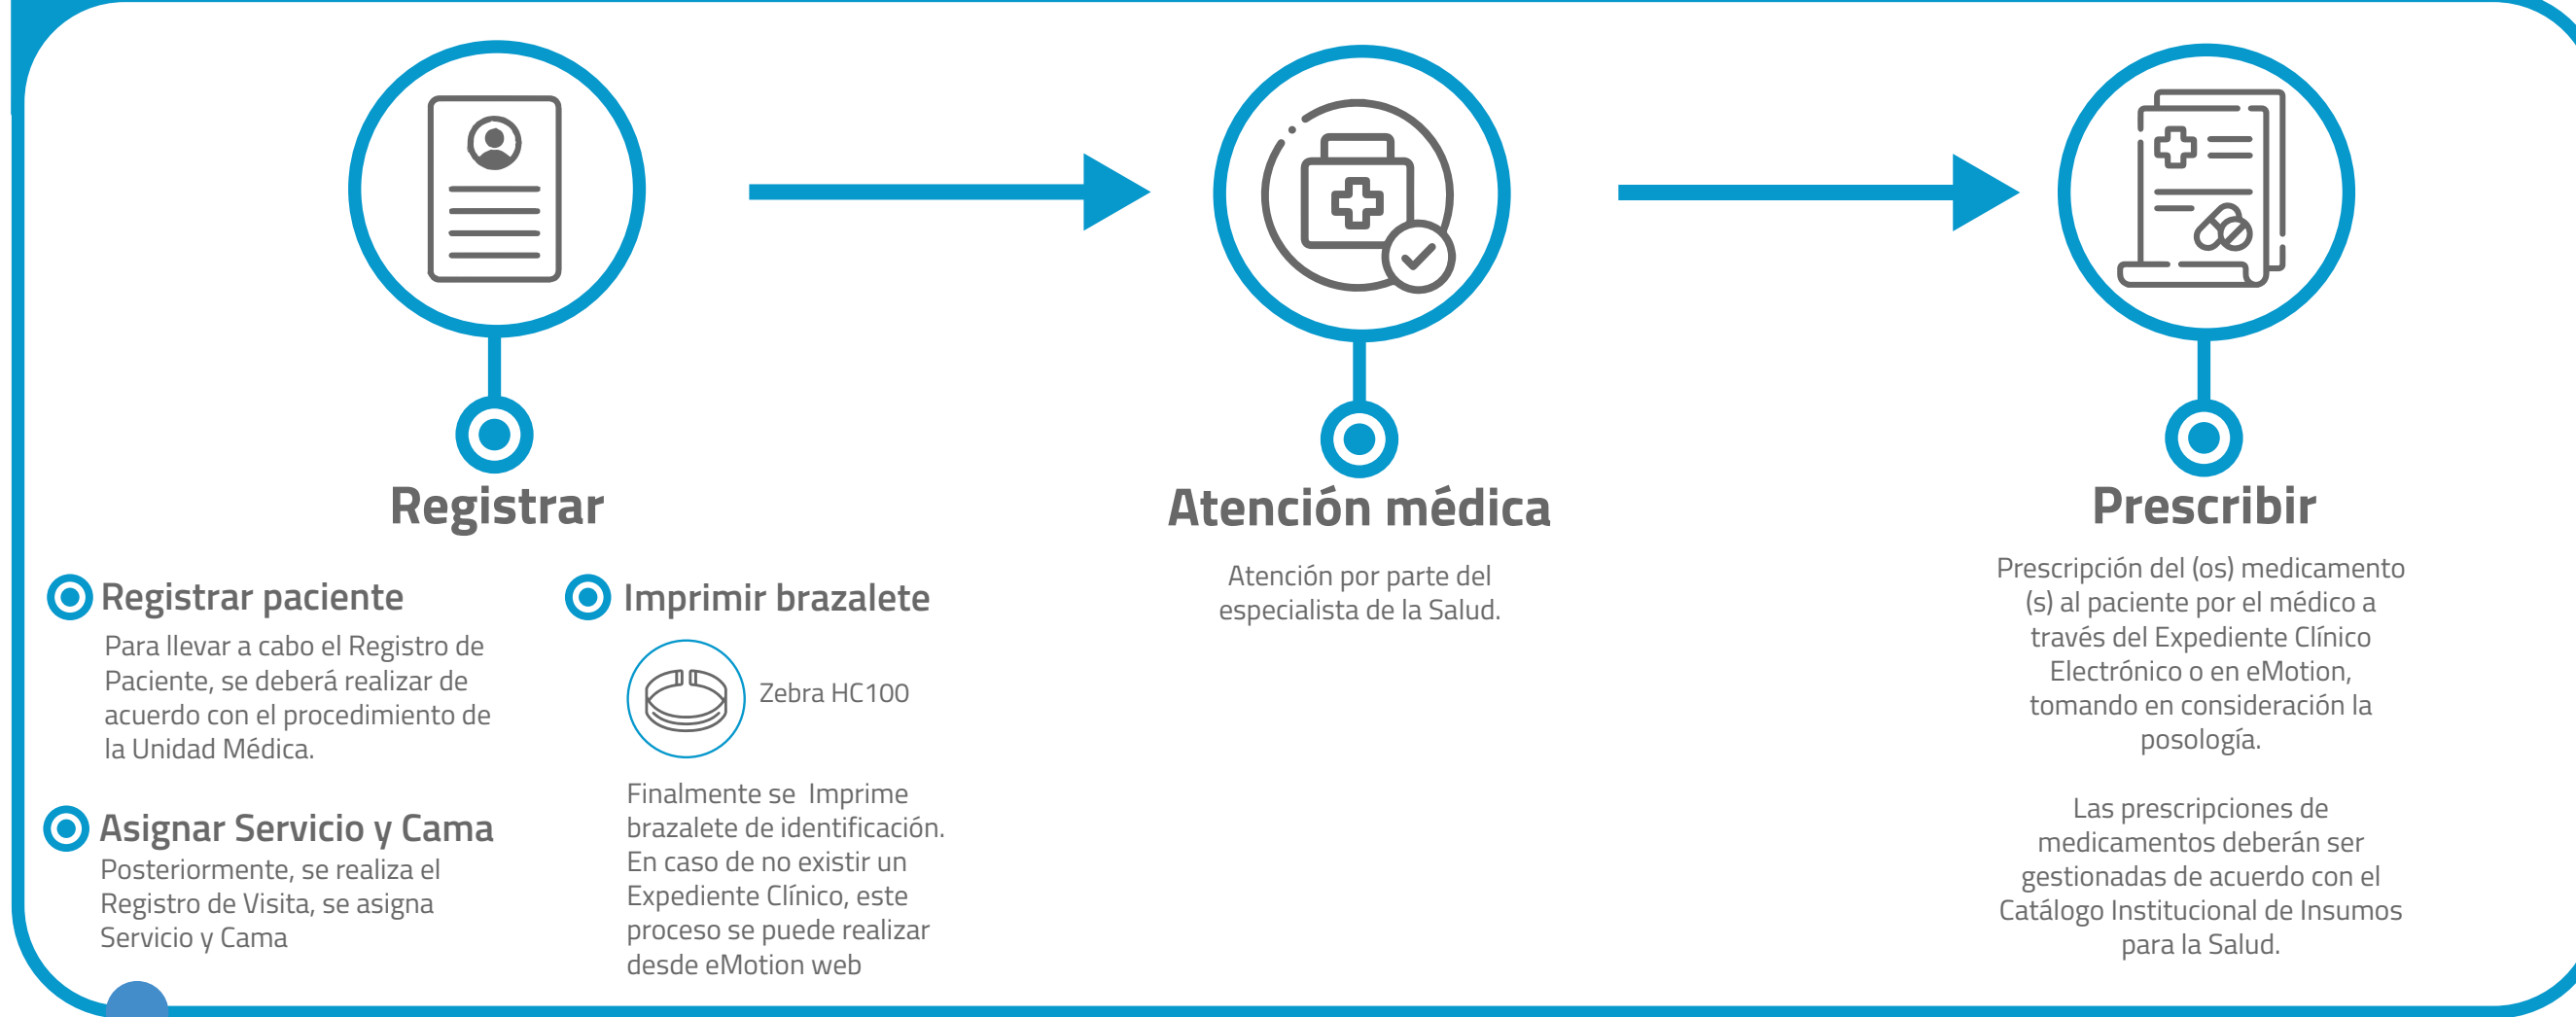 Registrar
Registrar paciente
Para llevar a cabo el Registro de
Paciente, se deberá realizar de
acuerdo con el procedimiento de
la Unidad Médica.
Asignar Servicio y Cama
Posteriormente, se realiza el
Registro de Visita, se asigna
Servicio y Cama
Imprimir brazalete
Zebra HC100
Finalmente se Imprime
brazalete de identificación.
En caso de no existir un
Expediente Clínico, este
proceso se puede realizar
desde eMotion web
Atención médica
Atención por parte del
especialista de la Salud.
Prescribir
Prescripción del (os) medicamento
(s) al paciente por el médico a
través del Expediente Clínico
Electrónico o en eMotion,
tomando en consideración la
posología.
Las prescripciones de
medicamentos deberán ser
gestionadas de acuerdo con el
Catálogo Institucional de Insumos
para la Salud.